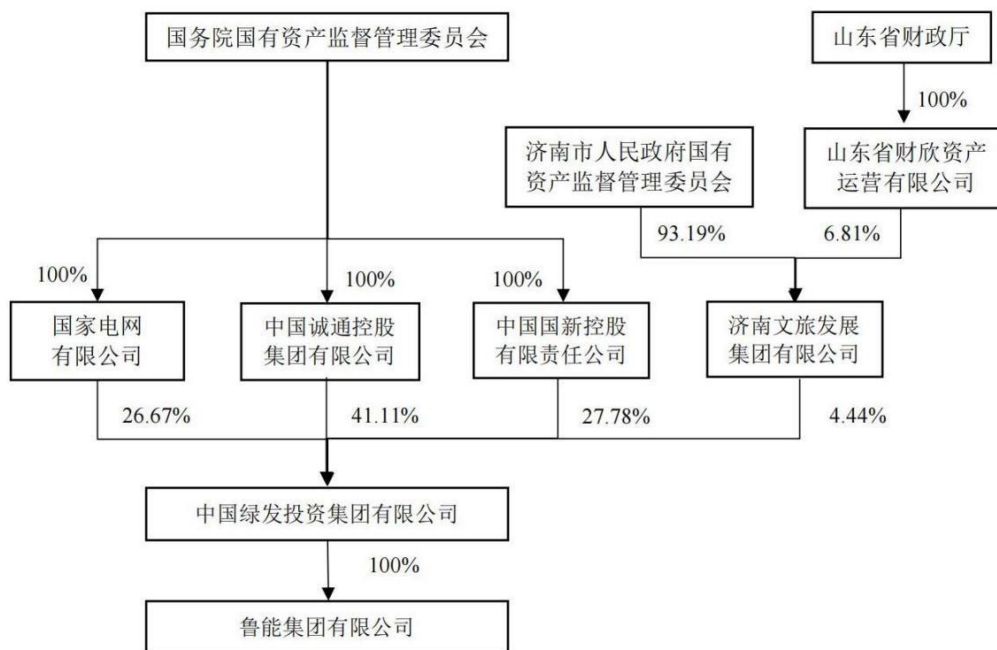 国务院国有资产监督管理委员会
山东省财政厅
100%
济南市人民政府国有
资产监督管理委员会
山东省财欣资产
运营有限公司
93.19%
6.81%
100%
100%
100%
国家电网
有限公司
中国诚通控股
集团有限公司
中国国新控股
有限责任公司
济南文旅发展
集团有限公司
26.67%
41.11%
27.78%
4.44%
中国绿发投资集团有限公司
100%
鲁能集团有限公司